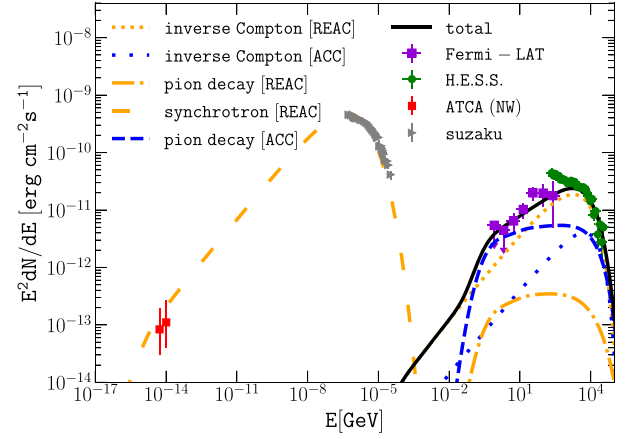 inverse Compton [REAC]
inverse Compton [ACC]
pion decay [REAC]
synchrotron [REAC]
pion decay [ACC]
total
Fermi − LAT
H.E.S.S.
ATCA (NW)
suzaku
E²dN/dE [erg cm⁻²s⁻¹]
10⁻⁸
10⁻⁹
10⁻¹⁰
10⁻¹¹
10⁻¹²
10⁻¹³
10⁻¹⁴
10⁻¹⁷
10⁻¹⁴
10⁻¹¹
10⁻⁸
10⁻⁵
10⁻²
10¹
10⁴
E[GeV]